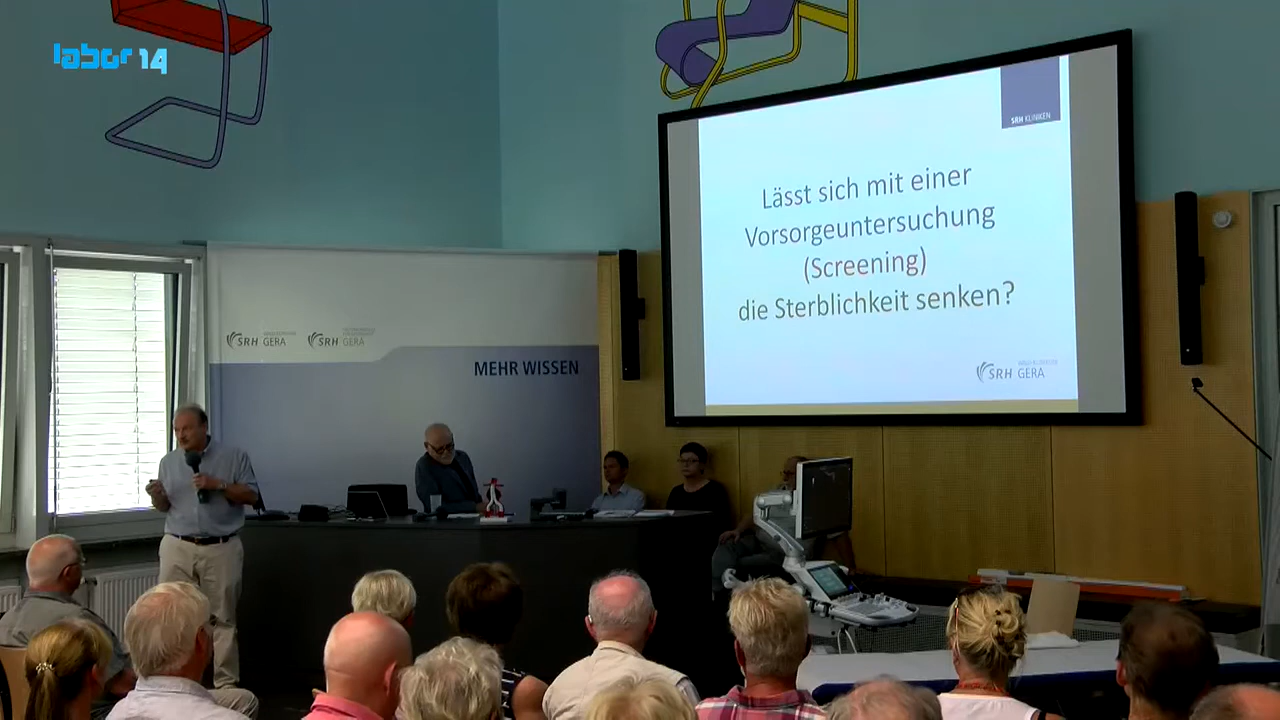 labor 14
SRH KLINIKEN
Lässt sich mit einer
Vorsorgeuntersuchung
(Screening)
die Sterblichkeit senken?
SRH GERA
SRH GERA
SRH GERA
MEHR WISSEN